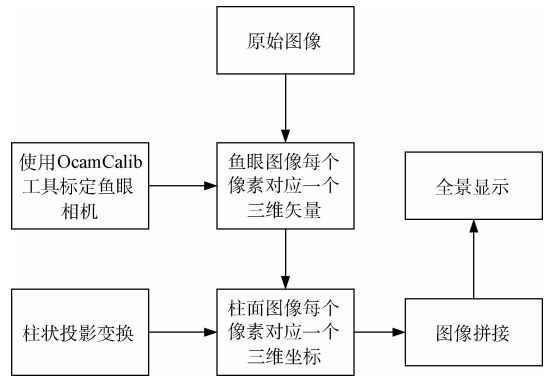 原始图像
使用OcamCalib
工具标定鱼眼
相机
鱼眼图像每个
像素对应一个
三维矢量
全景显示
柱状投影变换
柱面图像每个
像素对应一个
三维坐标
图像拼接